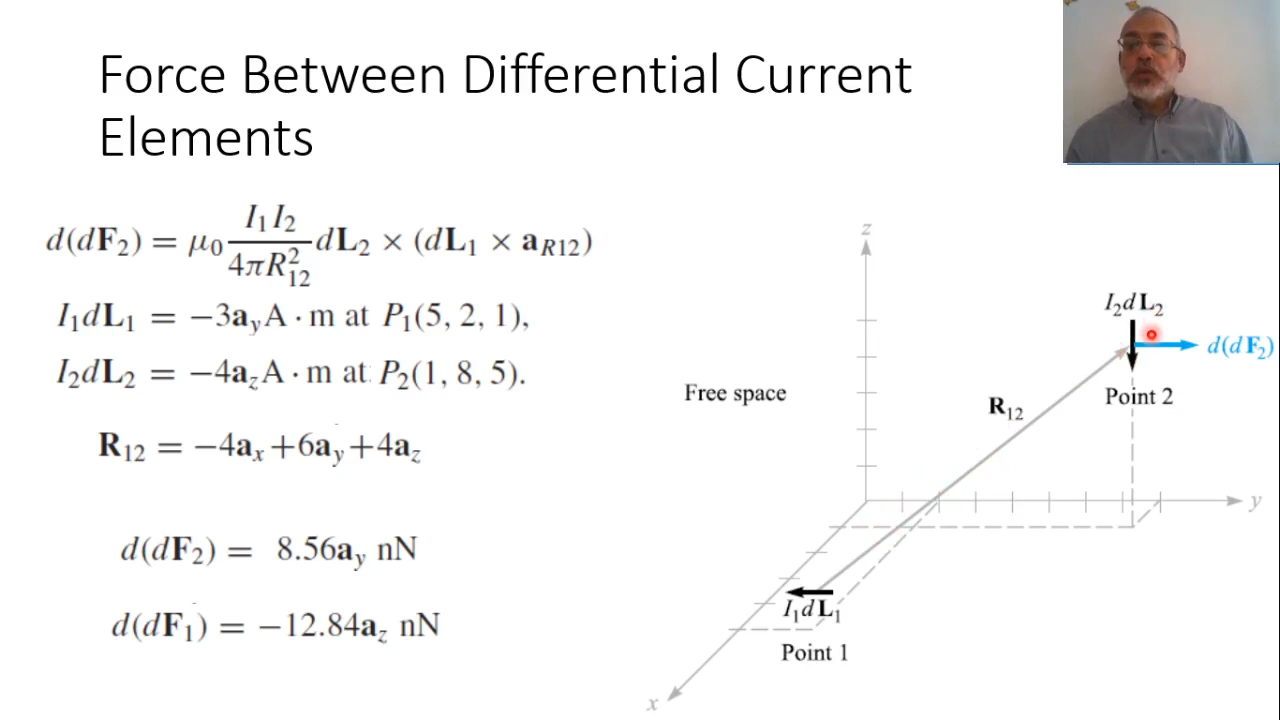 Force Between Differential Current
Elements
d(dF₂) = μ₀ I₁I₂ / 4πR₁₂² dL₂ × (dL₁ × a_R12)
I₁dL₁ = −3a_y A · m at P₁(5, 2, 1),
I₂dL₂ = −4a_z A · m at P₂(1, 8, 5).
R₁₂ = −4a_x +6a_y +4a_z
d(dF₂) = 8.56a_y nN
d(dF₁) = −12.84a_z nN
z
I₂dL₂
d(dF₂)
Free space
Point 2
R₁₂
y
I₁dL₁
Point 1
x